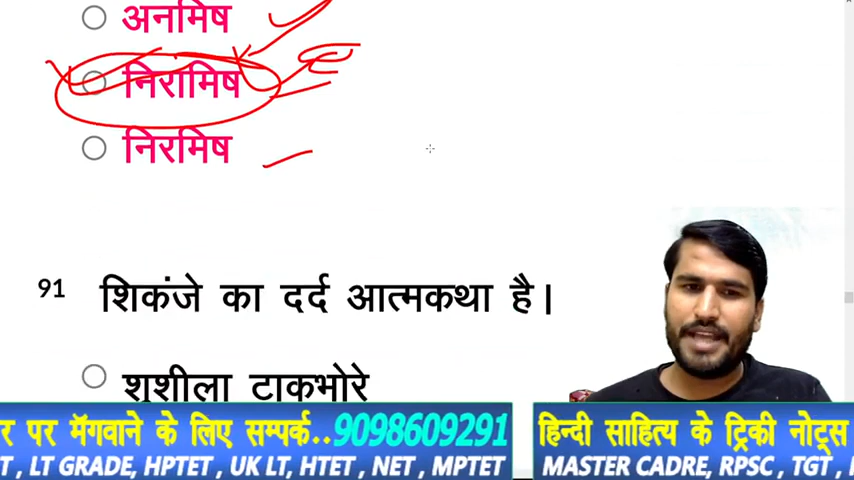 अनमिष
निरामिष
निरमिष
91 शिकंजे का दर्द आत्मकथा है।
शूशीला टाकभोरे
र पर मॅगवाने के लिए सम्पर्क..9098609291
हिन्दी साहित्य के ट्रिकी नोट्स
T, LT GRADE, HPTET, UK LT, HTET, NET, MPTET
MASTER CADRE, RPSC, TGT,